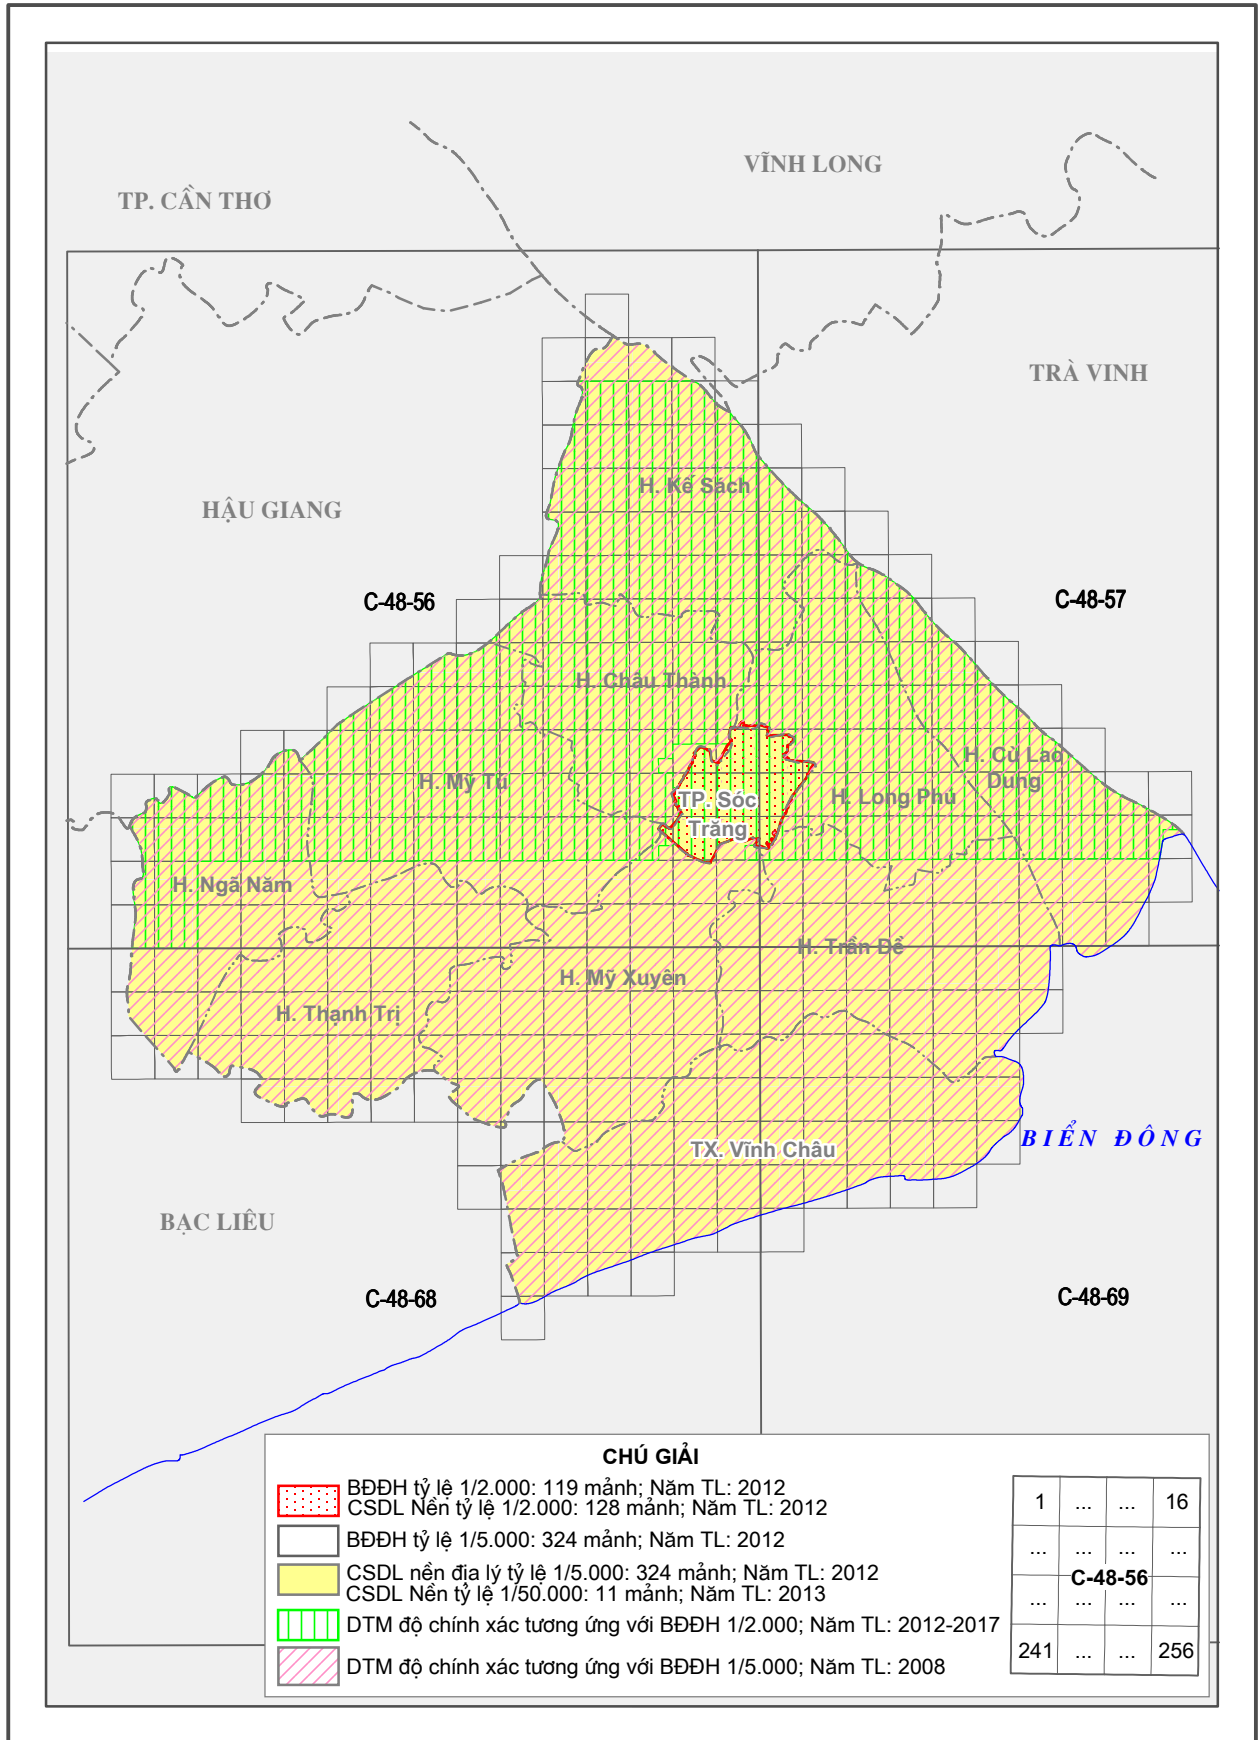 VĨNH LONG
TP. CẦN THƠ
TRÀ VINH
H. Kế Sách
HẬU GIANG
C-48-56
C-48-57
H. Châu Thành
H. Cù Lao
Dung
H. Mỹ Tú
H. Long Phú
TP. Sóc
Trăng
H. Ngã Năm
H. Trần Đề
H. Mỹ Xuyên
H. Thạnh Trị
BIỂN ĐÔNG
TX. Vĩnh Châu
BẠC LIÊU
C-48-68
C-48-69
CHÚ GIẢI
BĐĐH tỷ lệ 1/2.000: 119 mảnh; Năm TL: 2012
CSDL Nền tỷ lệ 1/2.000: 128 mảnh; Năm TL: 2012
BĐĐH tỷ lệ 1/5.000: 324 mảnh; Năm TL: 2012
CSDL nền địa lý tỷ lệ 1/5.000: 324 mảnh; Năm TL: 2012
CSDL Nền tỷ lệ 1/50.000: 11 mảnh; Năm TL: 2013
DTM độ chính xác tương ứng với BĐĐH 1/2.000; Năm TL: 2012-2017
DTM độ chính xác tương ứng với BĐĐH 1/5.000; Năm TL: 2008
1 ... ... 16
... ... ... ...
C-48-56
... ... ... ...
241 ... ... 256